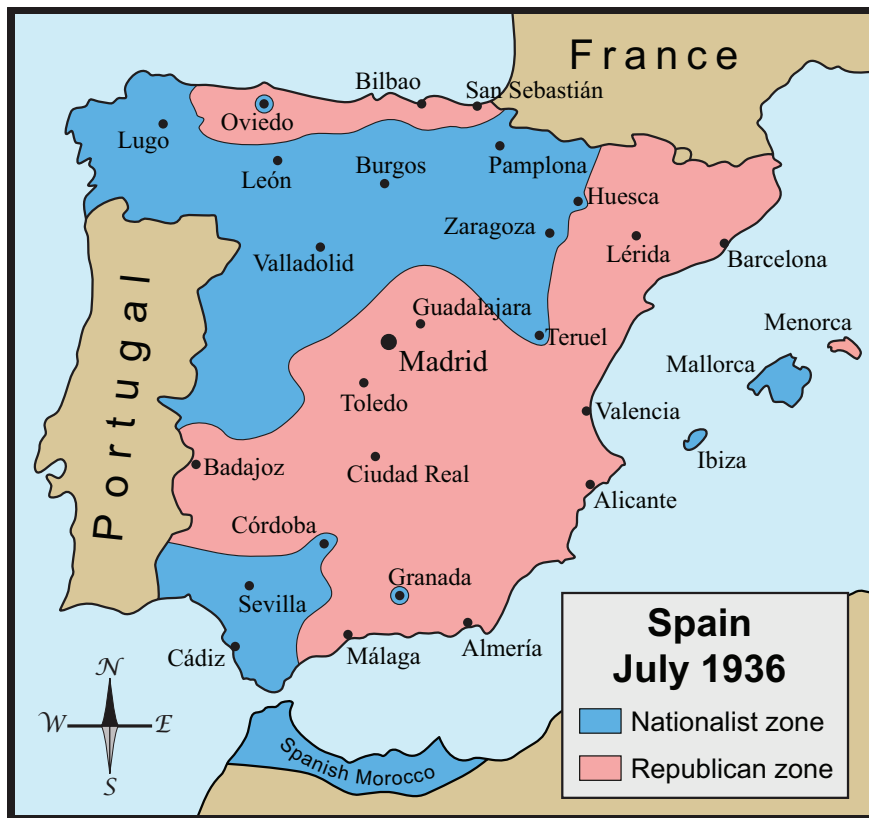 France
Bilbao
San Sebastián
Oviedo
Lugo
León
Burgos
Pamplona
Huesca
Zaragoza
Lérida
Barcelona
Valladolid
Portugal
Guadalajara
Madrid
Teruel
Menorca
Mallorca
Toledo
Valencia
Ibiza
Badajoz
Ciudad Real
Alicante
Córdoba
Sevilla
Granada
Cádiz
Málaga
Almería
N
W E
S
Spanish Morocco
Spain
July 1936
Nationalist zone
Republican zone